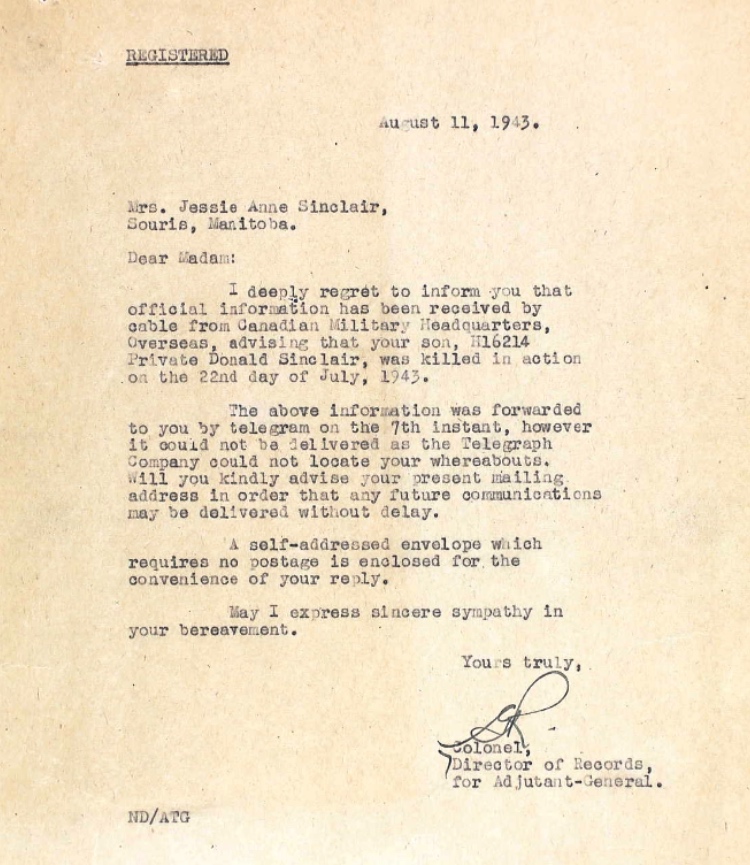 REGISTERED
August 11, 1943.
Mrs. Jessie Anne Sinclair,
Souris, Manitoba.
Dear Madam:
I deeply regret to inform you that
official information has been received by
cable from Canadian Military Headquarters,
Overseas, advising that your son, H16214
Private Donald Sinclair, was killed in action
on the 22nd day of July, 1943.
The above information was forwarded
to you by telegram on the 7th instant, however
it could not be delivered as the Telegraph
Company could not locate your whereabouts.
Will you kindly advise your present mailing
address in order that any future communications
may be delivered without delay.
A self-addressed envelope which
requires no postage is enclosed for the
convenience of your reply.
May I express sincere sympathy in
your bereavement.
Yours truly,
Colonel,
Director of Records,
for Adjutant-General.
ND/ATG